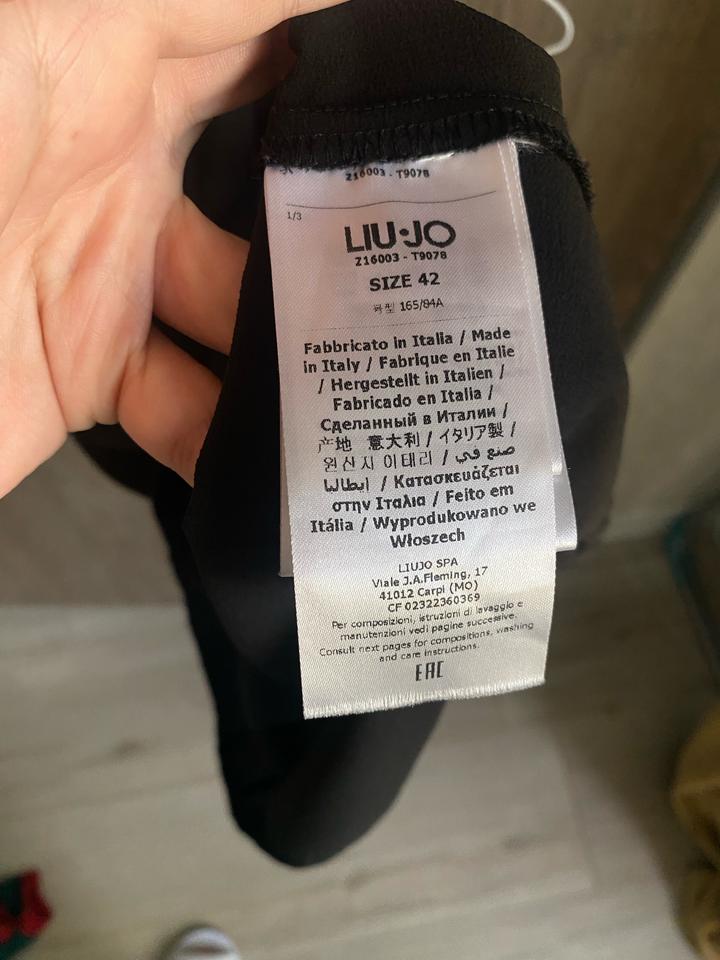 Z16003 - T9078
1/3
LIU·JO
Z16003 - T9078
SIZE 42
号型 165/84A
Fabbricato in Italia / Made
in Italy / Fabrique en Italie
/ Hergestellt in Italien /
Fabricado en Italia /
Сделанный в Италии /
产地 意大利 / イタリア製 /
원산지 이태리 / صنع في
ايطاليا / Κατασκευάζεται
στην Ιταλια / Feito em
Itália / Wyprodukowano we
Włoszech
LIUJO SPA
Viale J.A.Fleming, 17
41012 Carpi (MO)
CF 02322360369
Per composizioni, istruzioni di lavaggio e
manutenzioni vedi pagine successive.
Consult next pages for compositions, washing
and care instructions.
EAC